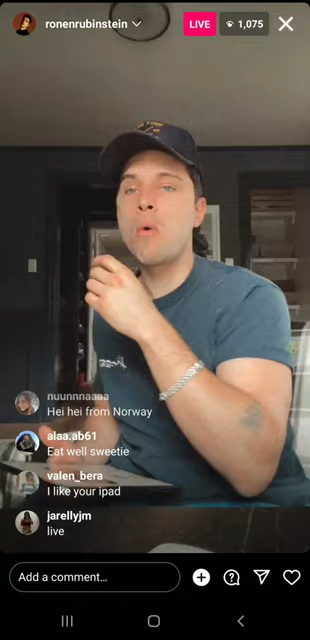 ronenrubinstein
LIVE 1,075
nuunnnaaaa
Hei hei from Norway
alaa.ab61
Eat well sweetie
valen_bera
I like your ipad
jarellyjm
live
Add a comment...